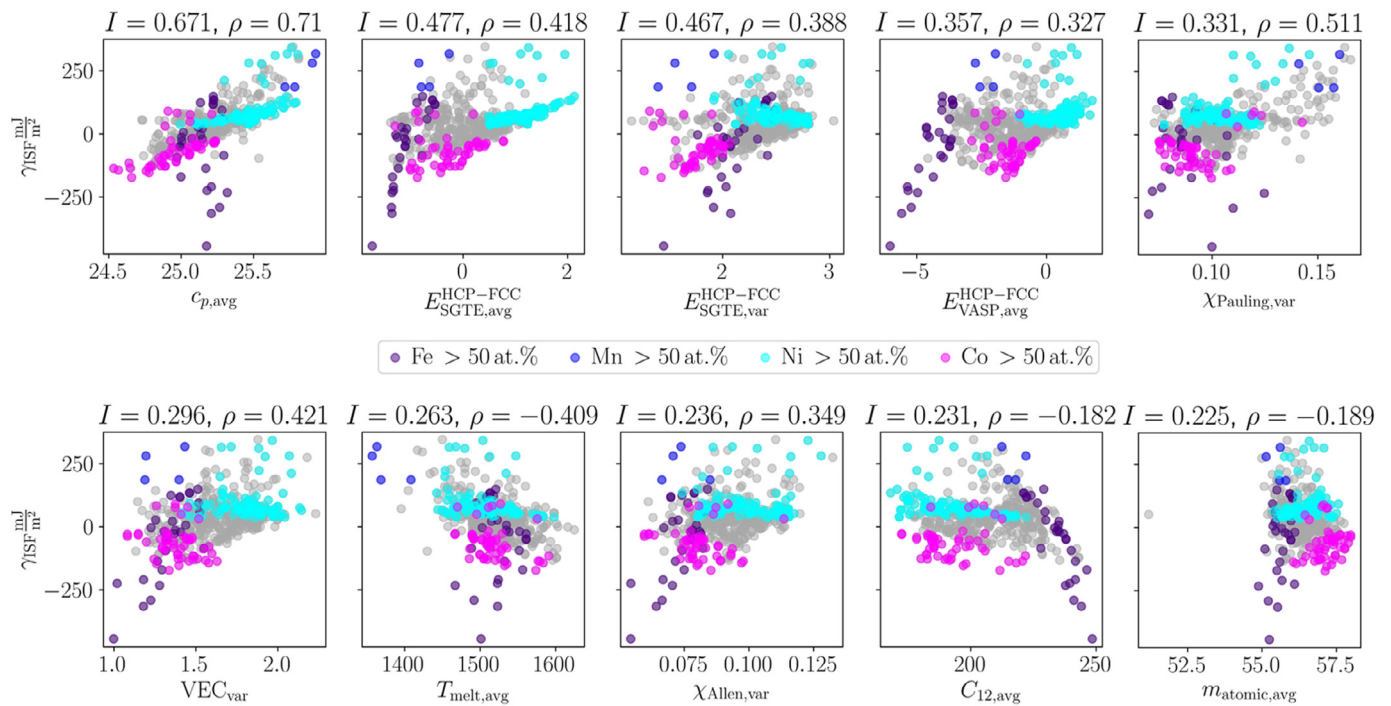 I = 0.671, ρ = 0.71
I = 0.477, ρ = 0.418
I = 0.467, ρ = 0.388
I = 0.357, ρ = 0.327
I = 0.331, ρ = 0.511
γ_ISF mJ/m²
250
0
−250
24.5 25.0 25.5
0 2
2 3
−5 0
0.10 0.15
c_p,avg
E^HCP−FCC_SGTE,avg
E^HCP−FCC_SGTE,var
E^HCP−FCC_VASP,avg
χ_Pauling,var
Fe > 50 at.% Mn > 50 at.% Ni > 50 at.% Co > 50 at.%
I = 0.296, ρ = 0.421
I = 0.263, ρ = −0.409
I = 0.236, ρ = 0.349
I = 0.231, ρ = −0.182
I = 0.225, ρ = −0.189
γ_ISF mJ/m²
250
0
−250
1.0 1.5 2.0
1400 1500 1600
0.075 0.100 0.125
200 250
52.5 55.0 57.5
VEC_var
T_melt,avg
χ_Allen,var
C_12,avg
m_atomic,avg